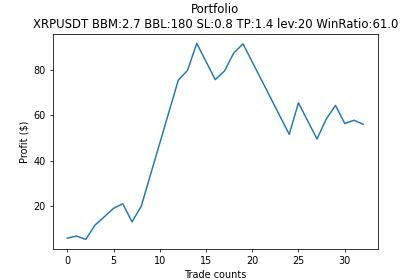 Portfolio
XRPUSDT BBM:2.7 BBL:180 SL:0.8 TP:1.4 lev:20 WinRatio:61.0
80
60
40
20
Profit ($)
0 5 10 15 20 25 30
Trade counts